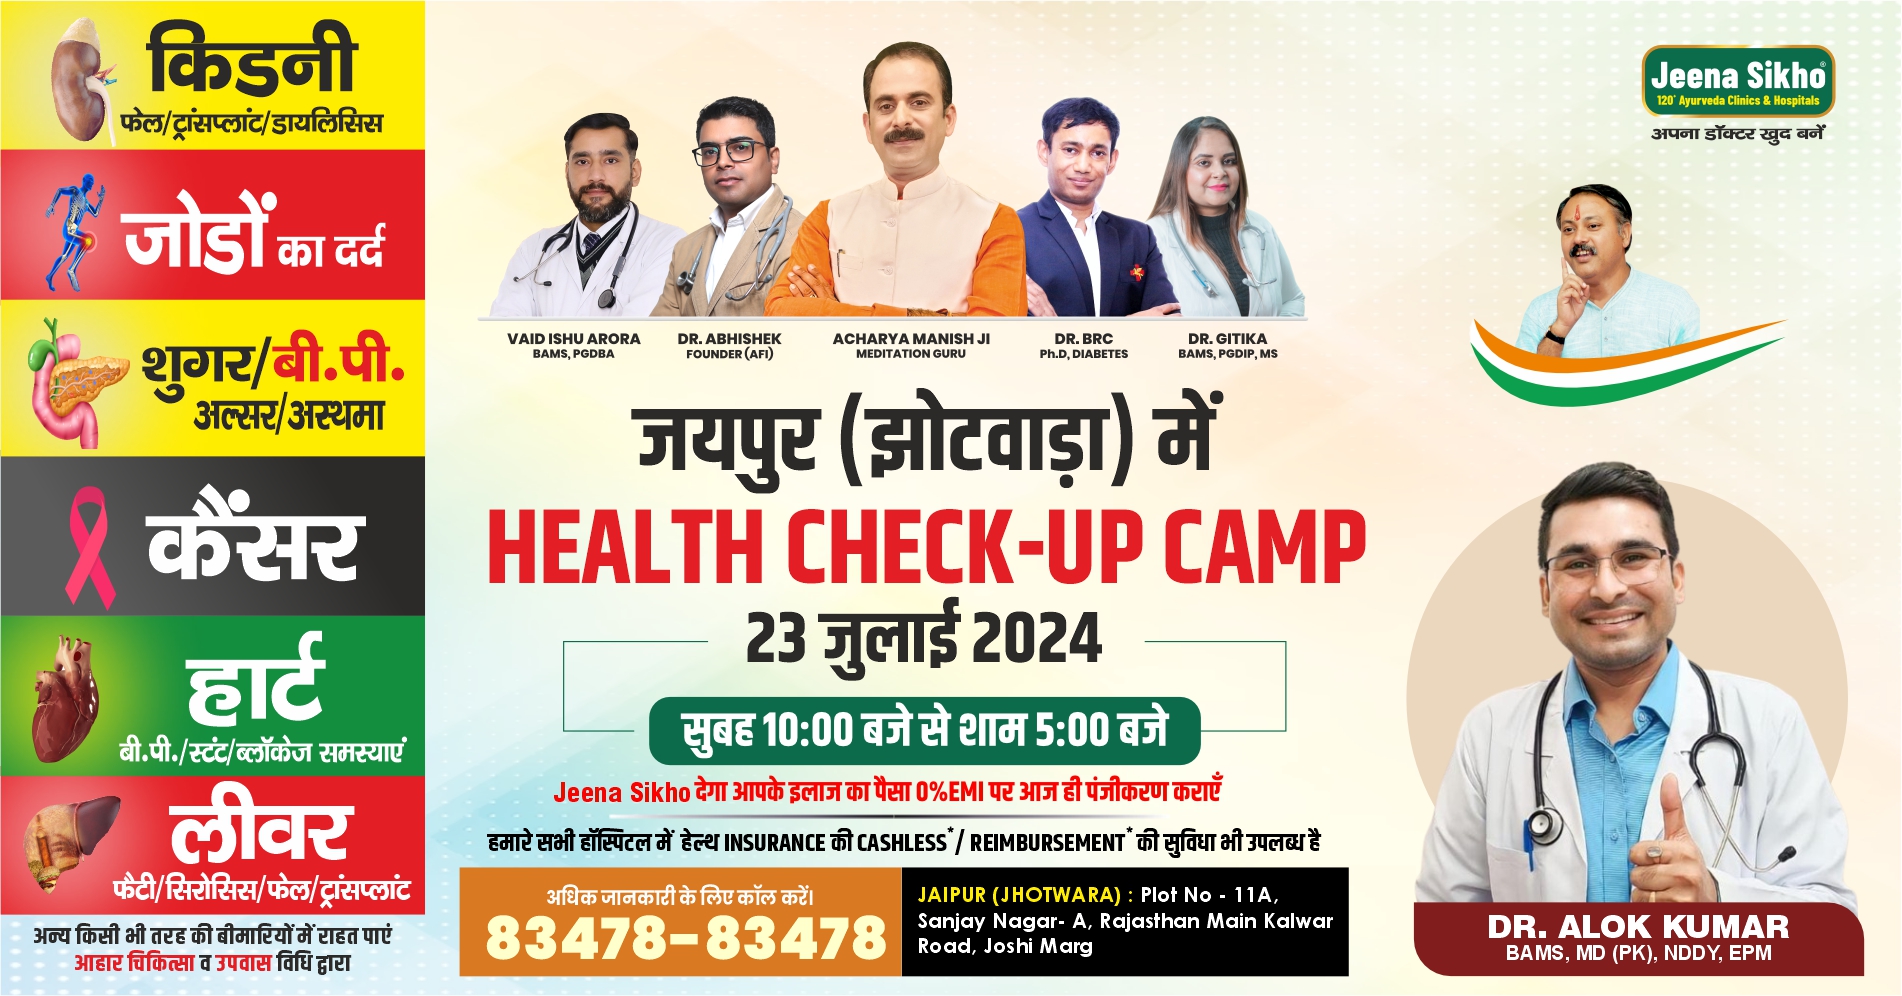 किडनी
फेल/ट्रांसप्लांट/डायलिसिस
जोडों का दर्द
शुगर/बी.पी.
अल्सर/अस्थमा
कैंसर
हार्ट
बी.पी./स्टंट/ब्लॉकेज समस्याएं
लीवर
फैटी/सिरोसिस/फेल/ट्रांसप्लांट
अन्य किसी भी तरह की बीमारियों में राहत पाएं
आहार चिकित्सा व उपवास विधि द्वारा
VAID ISHU ARORA
BAMS, PGDBA
DR. ABHISHEK
FOUNDER (AFI)
ACHARYA MANISH JI
MEDITATION GURU
DR. BRC
Ph.D, DIABETES
DR. GITIKA
BAMS, PGDIP, MS
जयपुर (झोटवाड़ा) में
HEALTH CHECK-UP CAMP
23 जुलाई 2024
सुबह 10:00 बजे से शाम 5:00 बजे
Jeena Sikho देगा आपके इलाज का पैसा 0%EMI पर आज ही पंजीकरण कराएँ
हमारे सभी हॉस्पिटल में हेल्थ INSURANCE की CASHLESS*/ REIMBURSEMENT* की सुविधा भी उपलब्ध है
अधिक जानकारी के लिए कॉल करें।
83478-83478
JAIPUR (JHOTWARA) : Plot No - 11A,
Sanjay Nagar- A, Rajasthan Main Kalwar
Road, Joshi Marg
Jeena Sikho®
120+ Ayurveda Clinics & Hospitals
अपना डॉक्टर खुद बनें
DR. ALOK KUMAR
BAMS, MD (PK), NDDY, EPM